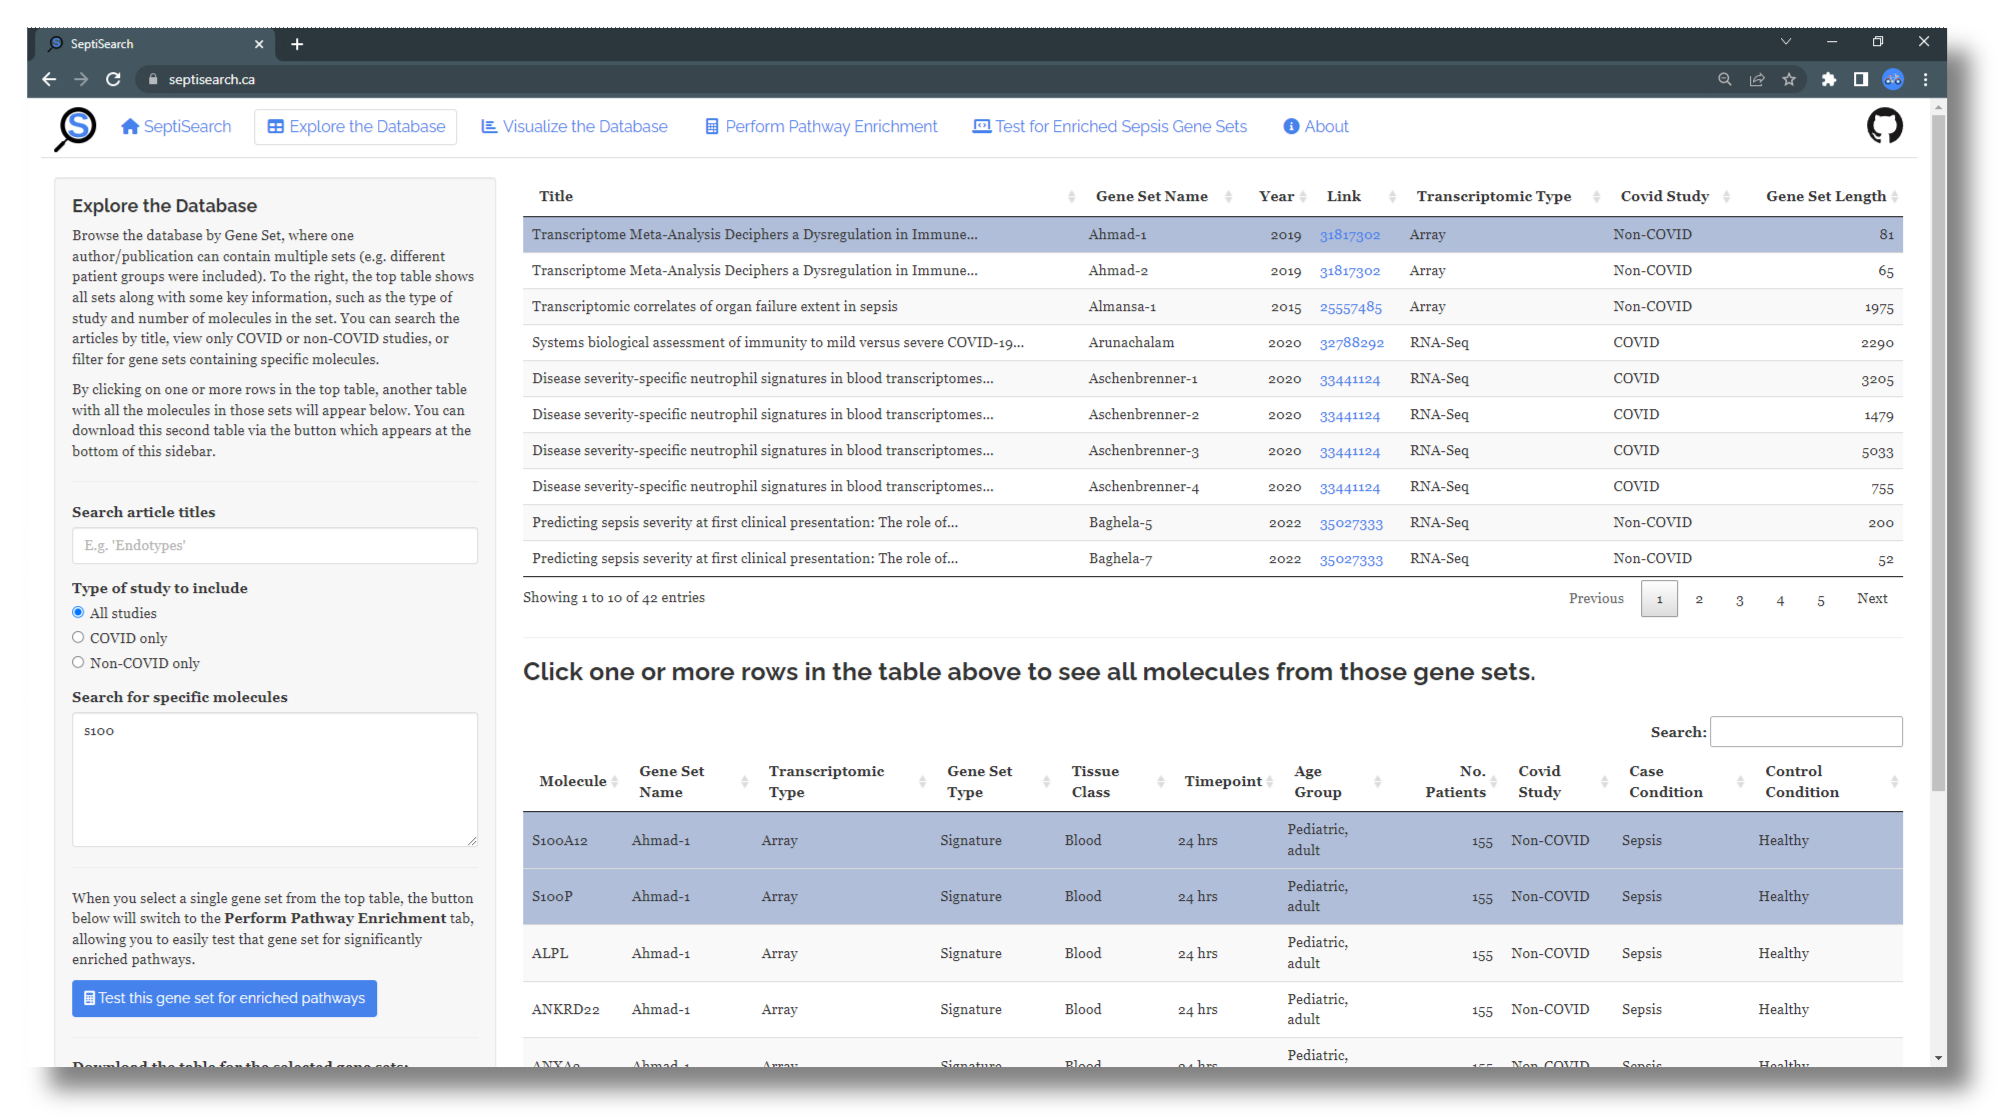 SeptiSearch
septisearch.ca
S
SeptiSearch Explore the Database Visualize the Database Perform Pathway Enrichment Test for Enriched Sepsis Gene Sets About
Explore the Database
Browse the database by Gene Set, where one
author/publication can contain multiple sets (e.g. different
patient groups were included). To the right, the top table shows
all sets along with some key information, such as the type of
study and number of molecules in the set. You can search the
articles by title, view only COVID or non-COVID studies, or
filter for gene sets containing specific molecules.
By clicking on one or more rows in the top table, another table
with all the molecules in those sets will appear below. You can
download this second table via the button which appears at the
bottom of this sidebar.
Search article titles
E.g. 'Endotypes'
Type of study to include
All studies
COVID only
Non-COVID only
Search for specific molecules
s100
When you select a single gene set from the top table, the button
below will switch to the Perform Pathway Enrichment tab,
allowing you to easily test that gene set for significantly
enriched pathways.
Test this gene set for enriched pathways
Download the table for the selected gene sets:
Title Gene Set Name Year Link Transcriptomic Type Covid Study Gene Set Length
Transcriptome Meta-Analysis Deciphers a Dysregulation in Immune... Ahmad-1 2019 31817302 Array Non-COVID 81
Transcriptome Meta-Analysis Deciphers a Dysregulation in Immune... Ahmad-2 2019 31817302 Array Non-COVID 65
Transcriptomic correlates of organ failure extent in sepsis Almansa-1 2015 25557485 Array Non-COVID 1975
Systems biological assessment of immunity to mild versus severe COVID-19... Arunachalam 2020 32788292 RNA-Seq COVID 2290
Disease severity-specific neutrophil signatures in blood transcriptomes... Aschenbrenner-1 2020 33441124 RNA-Seq COVID 3205
Disease severity-specific neutrophil signatures in blood transcriptomes... Aschenbrenner-2 2020 33441124 RNA-Seq COVID 1479
Disease severity-specific neutrophil signatures in blood transcriptomes... Aschenbrenner-3 2020 33441124 RNA-Seq COVID 5033
Disease severity-specific neutrophil signatures in blood transcriptomes... Aschenbrenner-4 2020 33441124 RNA-Seq COVID 755
Predicting sepsis severity at first clinical presentation: The role of... Baghela-5 2022 35027333 RNA-Seq Non-COVID 200
Predicting sepsis severity at first clinical presentation: The role of... Baghela-7 2022 35027333 RNA-Seq Non-COVID 52
Showing 1 to 10 of 42 entries Previous 1 2 3 4 5 Next
Click one or more rows in the table above to see all molecules from those gene sets.
Search:
Molecule Gene Set Name Transcriptomic Type Gene Set Type Tissue Class Timepoint Age Group No. Patients Covid Study Case Condition Control Condition
S100A12 Ahmad-1 Array Signature Blood 24 hrs Pediatric, adult 155 Non-COVID Sepsis Healthy
S100P Ahmad-1 Array Signature Blood 24 hrs Pediatric, adult 155 Non-COVID Sepsis Healthy
ALPL Ahmad-1 Array Signature Blood 24 hrs Pediatric, adult 155 Non-COVID Sepsis Healthy
ANKRD22 Ahmad-1 Array Signature Blood 24 hrs Pediatric, adult 155 Non-COVID Sepsis Healthy
Ahmad-1 Array Signature Blood 24 hrs Pediatric, 155 Non-COVID Sepsis Healthy